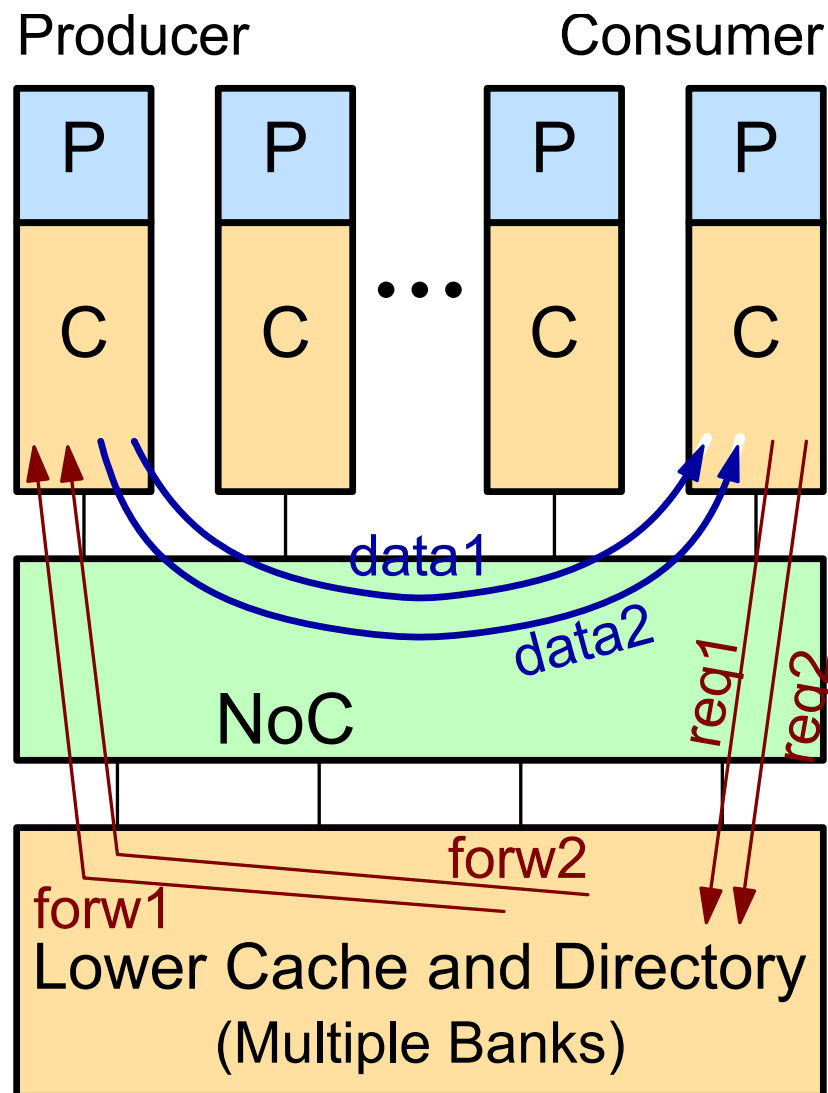 Producer Consumer
P P P P
C C ... C C
data1
data2
req1
req2
NoC
forw2
forw1
Lower Cache and Directory
(Multiple Banks)